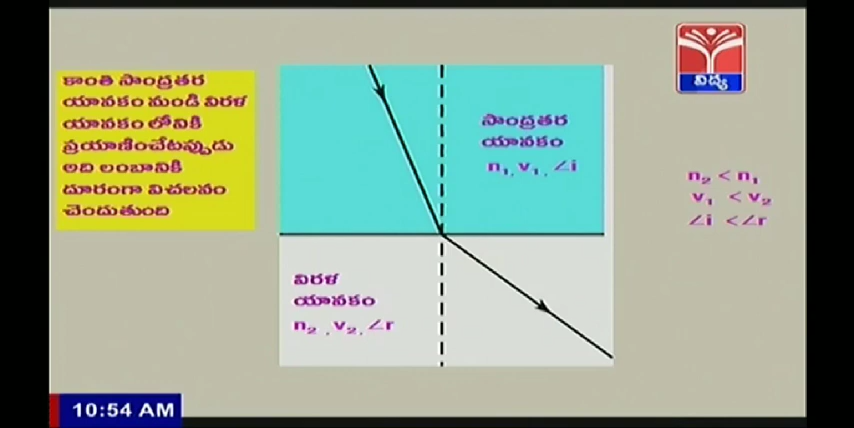 కాంతి సాంద్రతర
యానకం నుండి విరళ
యానకం లోనికి
ప్రయాణించేటప్పుడు
అది లంబానికి
దూరంగా విచలనం
చెందుతుంది
సాంద్రతర
యానకం
n₁, v₁, ∠i
విరళ
యానకం
n₂ , v₂, ∠r
విద్య
n₂ < n₁
v₁ < v₂
∠i <∠r
10:54 AM